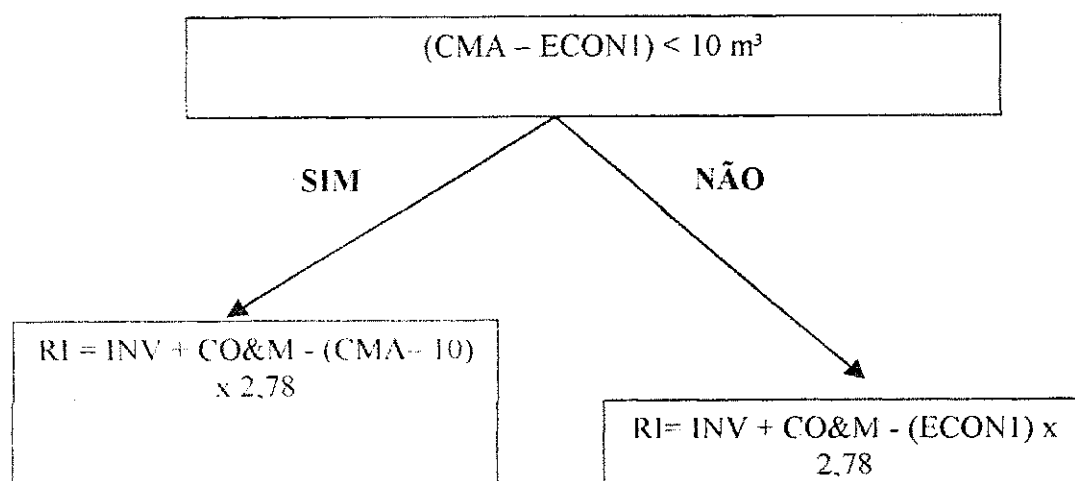 (CMA – ECON1) < 10 m³
SIM
NÃO
RI = INV + CO&M - (CMA– 10)
x 2,78
RI= INV + CO&M - (ECON1) x
2,78